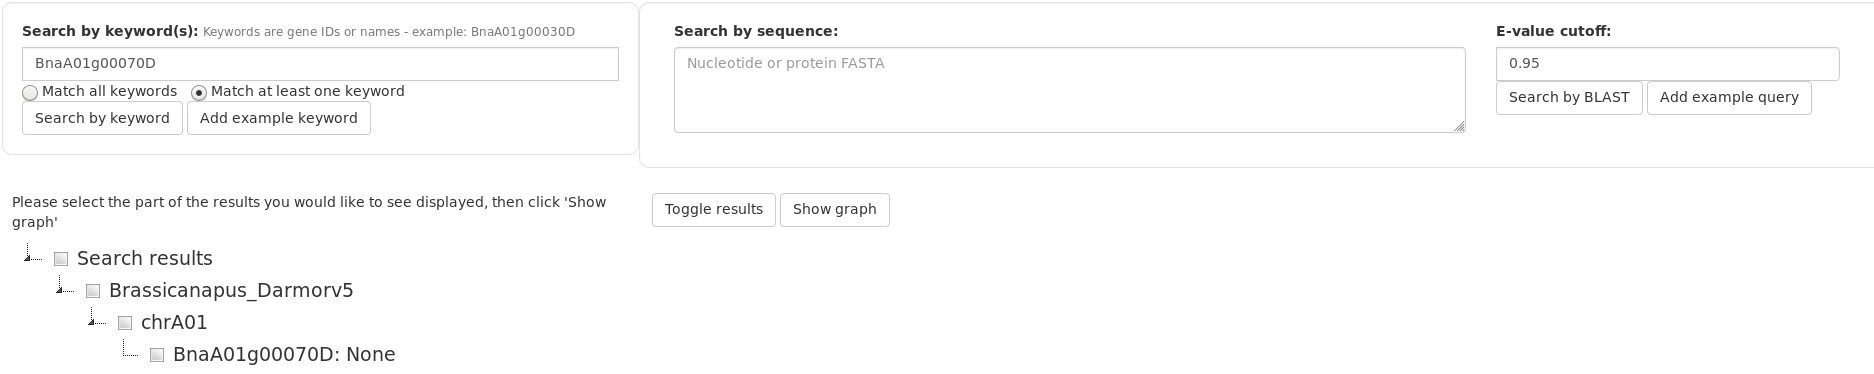 Search by keyword(s): Keywords are gene IDs or names - example: BnaA01g00030D
BnaA01g00070D
Match all keywords Match at least one keyword
Search by keyword Add example keyword
Search by sequence:
Nucleotide or protein FASTA
E-value cutoff:
0.95
Search by BLAST Add example query
Please select the part of the results you would like to see displayed, then click 'Show
graph'
Toggle results Show graph
Search results
Brassicanapus_Darmorv5
chrA01
BnaA01g00070D: None